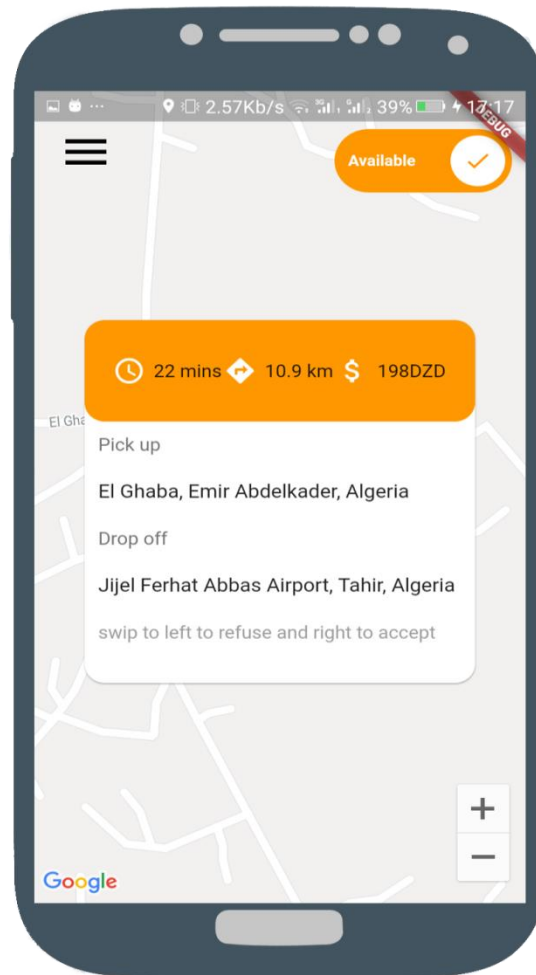 2.57Kb/s 3G 39% 17:17
DEBUG
Available
22 mins 10.9 km $ 198DZD
El Gha
Pick up
El Ghaba, Emir Abdelkader, Algeria
Drop off
Jijel Ferhat Abbas Airport, Tahir, Algeria
swip to left to refuse and right to accept
+
−
Google